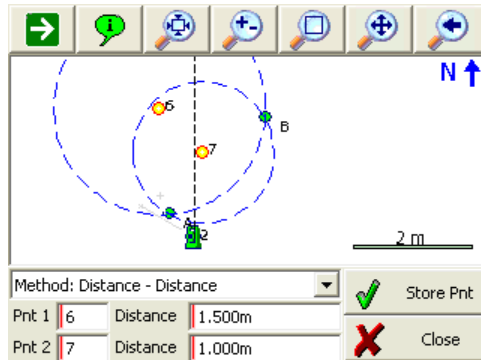 N
6
B
7
A
2
2 m
Method: Distance - Distance
Store Pnt
Pnt 1 6 Distance 1.500m
Pnt 2 7 Distance 1.000m
Close